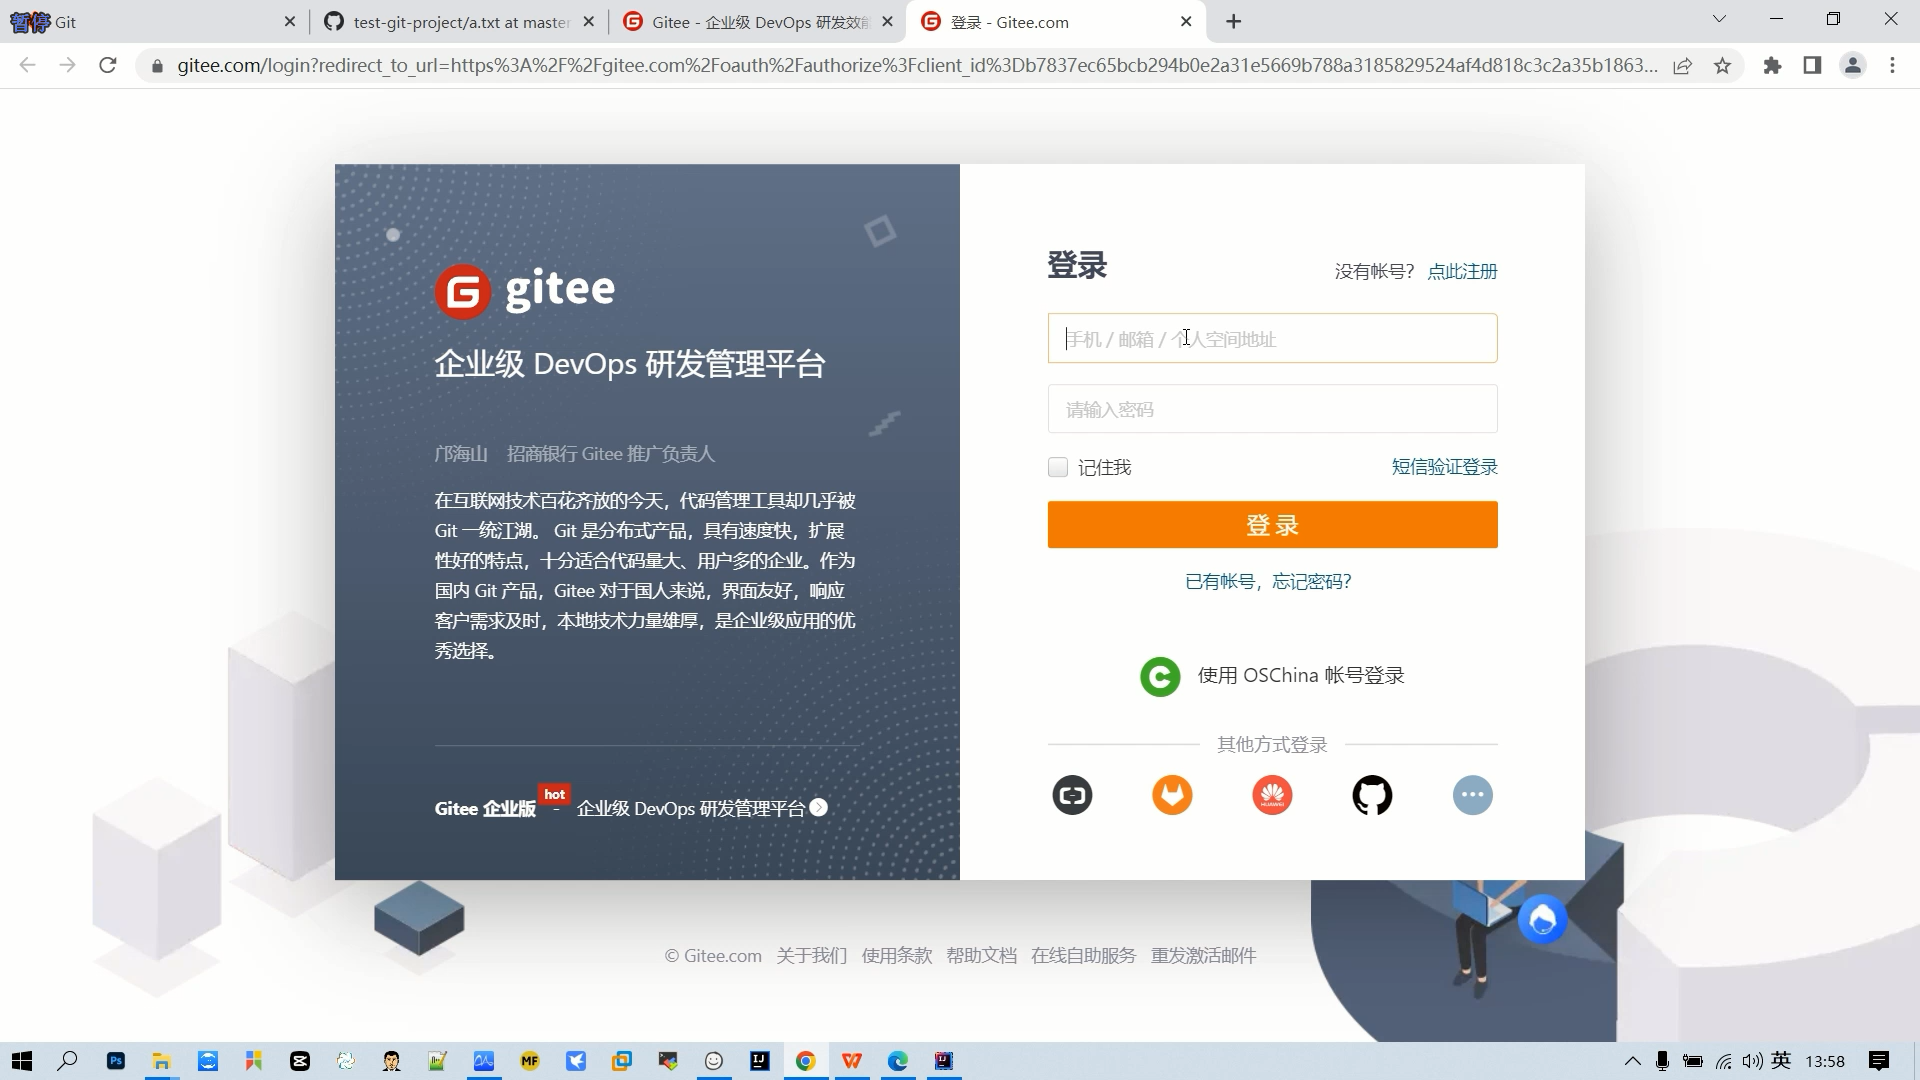 暂停 Git
test-git-project/a.txt at master
Gitee - 企业级 DevOps 研发效能
登录 - Gitee.com
gitee.com/login?redirect_to_url=https%3A%2F%2Fgitee.com%2Foauth%2Fauthorize%3Fclient_id%3Db7837ec65bcb294b0e2a31e5669b788a3185829524af4d818c3c2a35b1863...
gitee
企业级 DevOps 研发管理平台
邝海山 招商银行 Gitee 推广负责人
在互联网技术百花齐放的今天，代码管理工具却几乎被
Git 一统江湖。 Git 是分布式产品，具有速度快，扩展
性好的特点，十分适合代码量大、用户多的企业。作为
国内 Git 产品，Gitee 对于国人来说，界面友好，响应
客户需求及时，本地技术力量雄厚，是企业级应用的优
秀选择。
Gitee 企业版 hot - 企业级 DevOps 研发管理平台
登录
没有帐号? 点此注册
手机 / 邮箱 / 个人空间地址
请输入密码
记住我
短信验证登录
登 录
已有帐号，忘记密码?
使用 OSChina 帐号登录
其他方式登录
HUAWEI
© Gitee.com 关于我们 使用条款 帮助文档 在线自助服务 重发激活邮件
Ps
MF
IJ
英
13:58